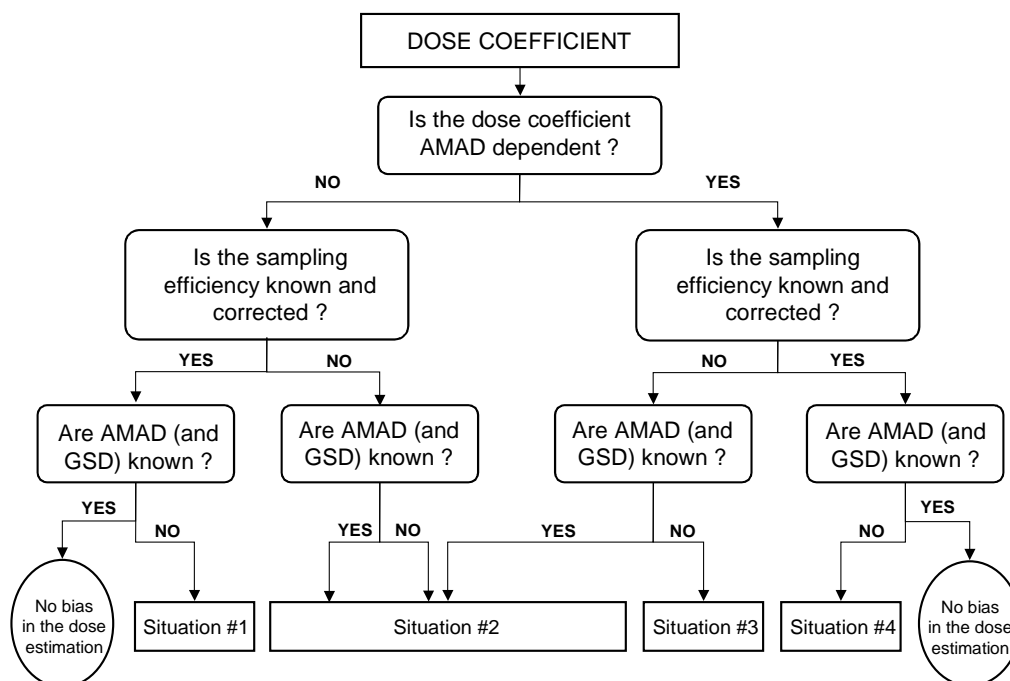 DOSE COEFFICIENT
Is the dose coefficient
AMAD dependent ?
NO
YES
Is the sampling
efficiency known and
corrected ?
Is the sampling
efficiency known and
corrected ?
YES
NO
NO
YES
Are AMAD (and
GSD) known ?
Are AMAD (and
GSD) known ?
Are AMAD (and
GSD) known ?
Are AMAD (and
GSD) known ?
YES
NO
YES
NO
YES
NO
NO
YES
No bias
in the dose
estimation
Situation #1
Situation #2
Situation #3
Situation #4
No bias
in the dose
estimation